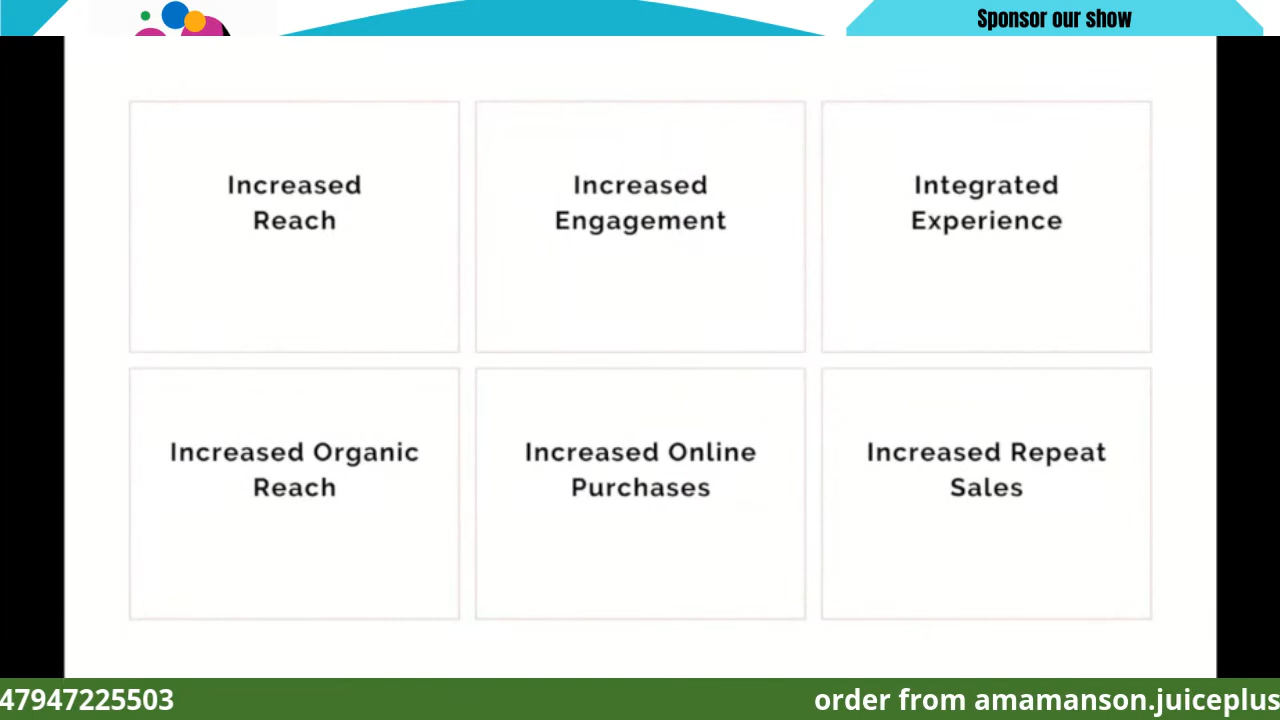 Sponsor our show
Increased
Reach
Increased
Engagement
Integrated
Experience
Increased Organic
Reach
Increased Online
Purchases
Increased Repeat
Sales
47947225503
order from amamanson.juiceplus